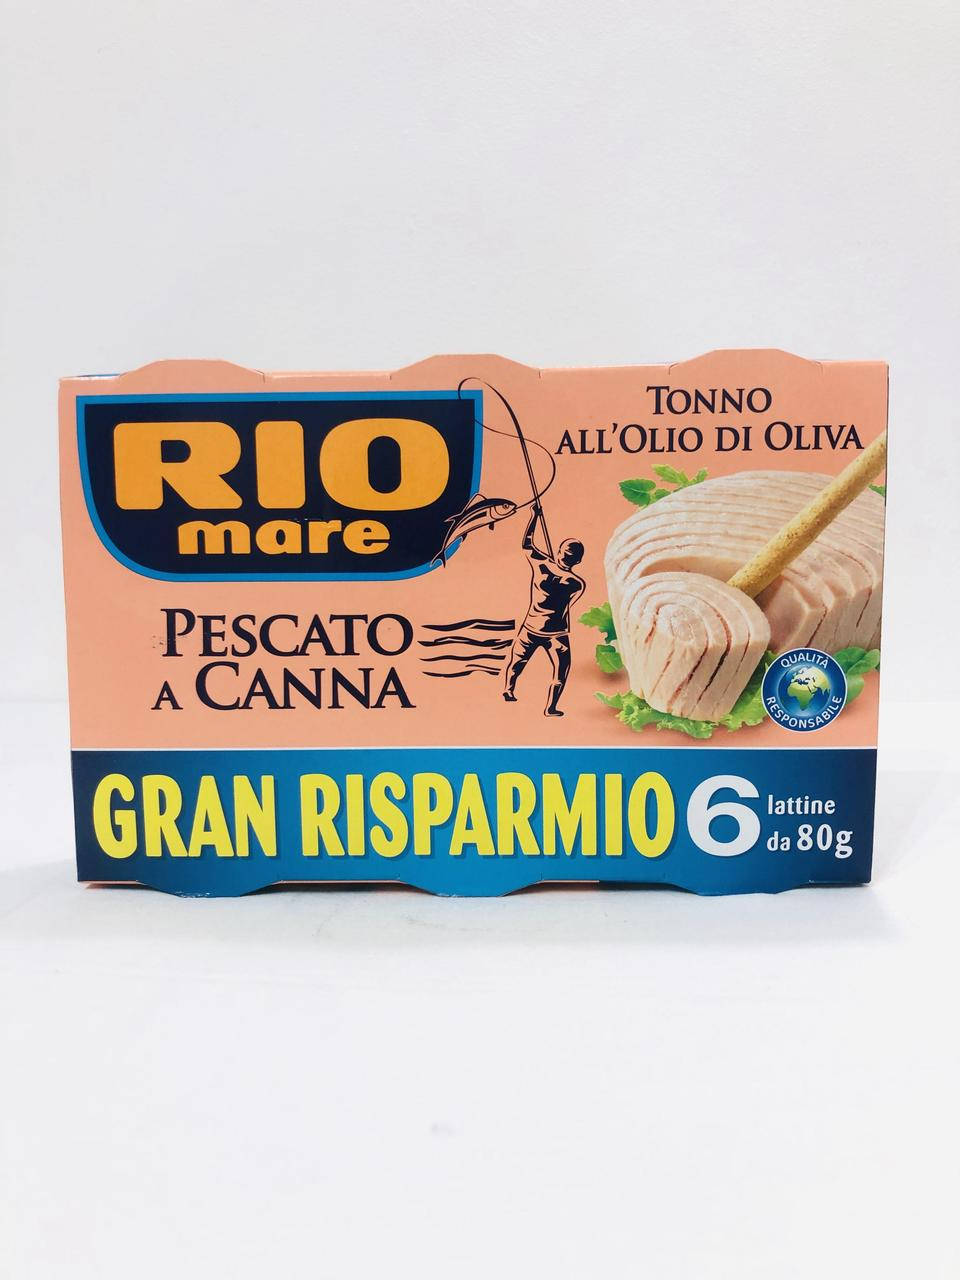 RIO
mare
TONNO
ALL'OLIO DI OLIVA
PESCATO
A CANNA
QUALITÀ
RESPONSABILE
GRAN RISPARMIO 6 lattine
da 80g